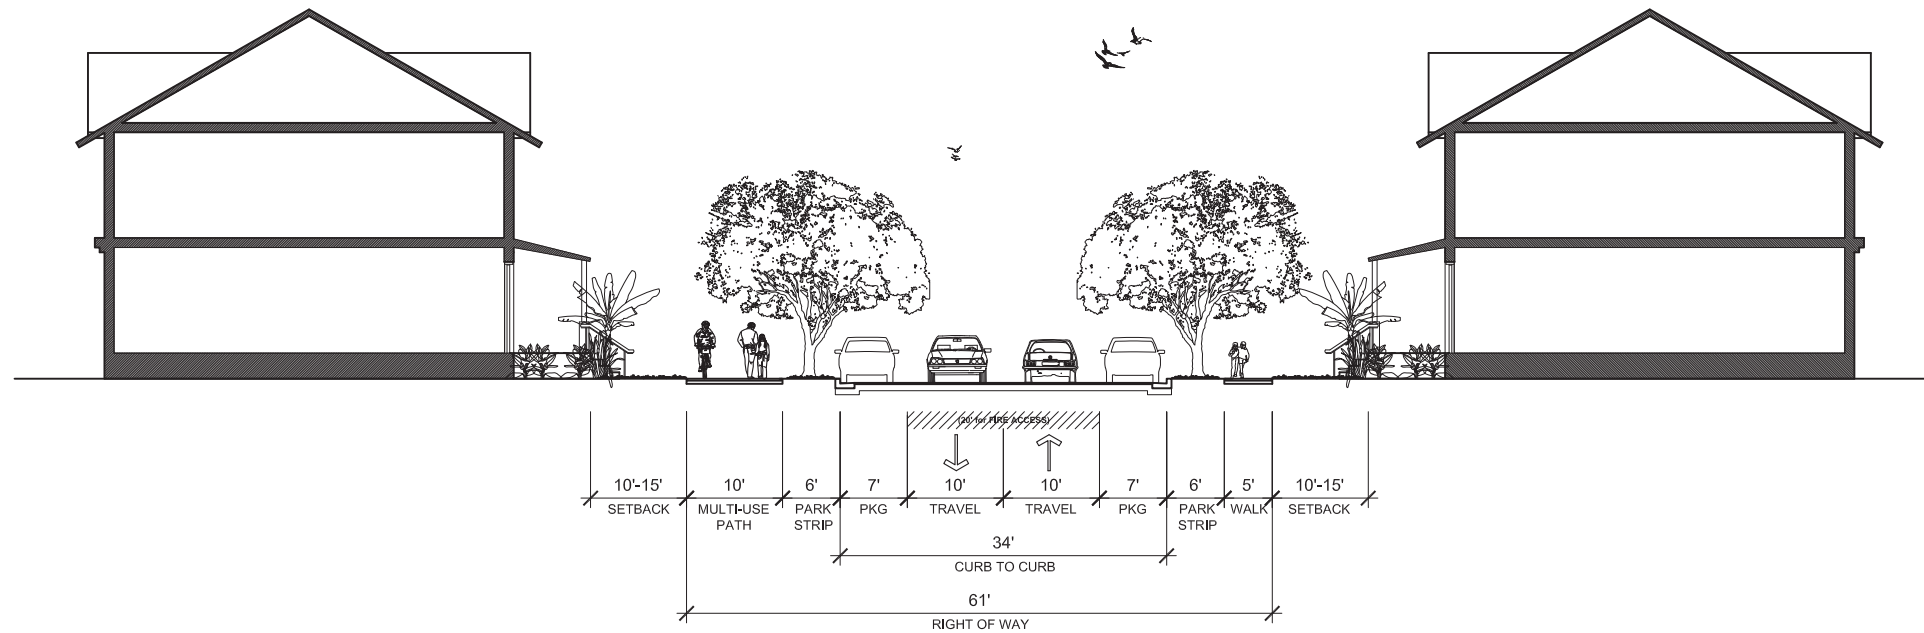 (20' for FIRE ACCESS)
10'-15' 10' 6' 7' 10' 10' 7' 6' 5' 10'-15'
SETBACK MULTI-USE PARK PKG TRAVEL TRAVEL PKG PARK WALK SETBACK
PATH STRIP STRIP
34'
CURB TO CURB
61'
RIGHT OF WAY